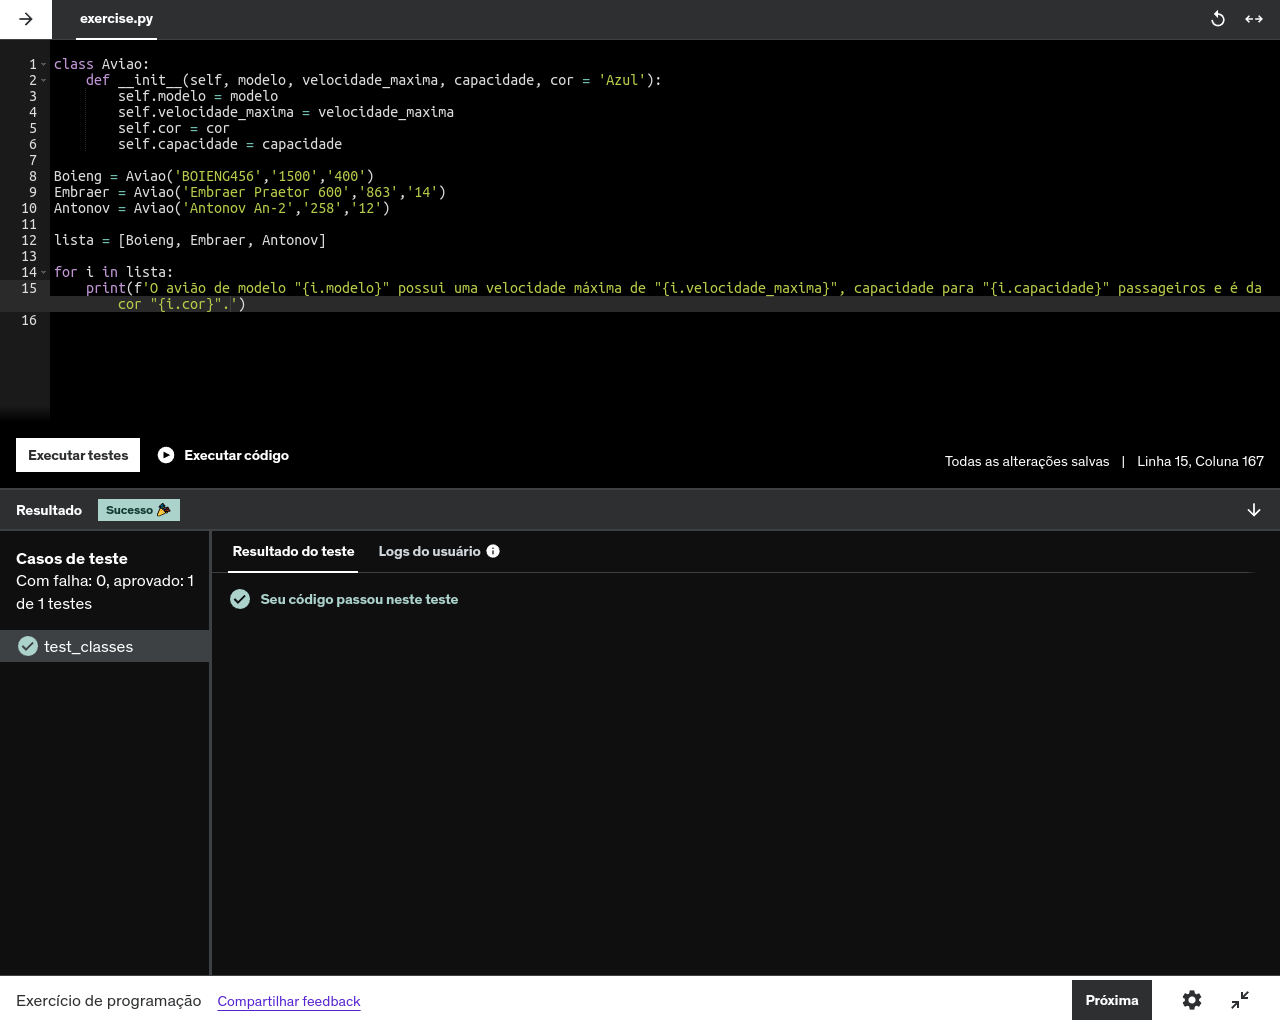 exercise.py
1 class Aviao:
2     def __init__(self, modelo, velocidade_maxima, capacidade, cor = 'Azul'):
3         self.modelo = modelo
4         self.velocidade_maxima = velocidade_maxima
5         self.cor = cor
6         self.capacidade = capacidade
7
8 Boieng = Aviao('BOIENG456','1500','400')
9 Embraer = Aviao('Embraer Praetor 600','863','14')
10 Antonov = Aviao('Antonov An-2','258','12')
11
12 lista = [Boieng, Embraer, Antonov]
13
14 for i in lista:
15     print(f'O avião de modelo "{i.modelo}" possui uma velocidade máxima de "{i.velocidade_maxima}", capacidade para "{i.capacidade}" passageiros e é da
cor "{i.cor}".')
16
Executar testes Executar código Todas as alterações salvas | Linha 15, Coluna 167
Resultado Sucesso
Casos de teste
Com falha: 0, aprovado: 1
de 1 testes
test_classes
Resultado do teste Logs do usuário
Seu código passou neste teste
Exercício de programação Compartilhar feedback Próxima